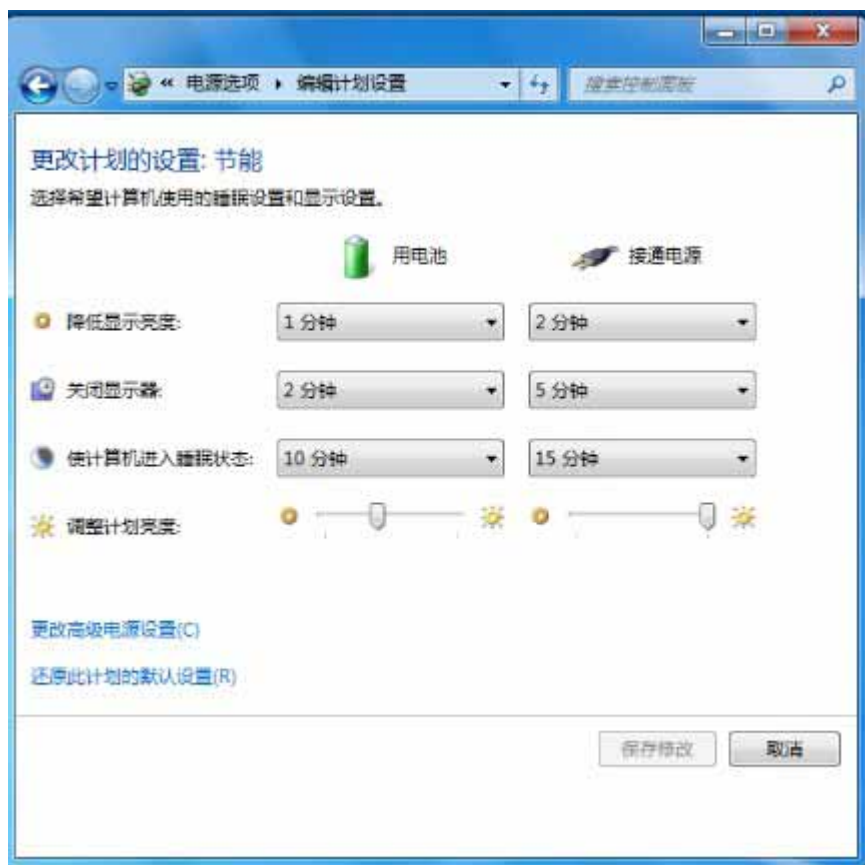 « 电源选项 ▸ 编辑计划设置
搜索控制面板
更改计划的设置: 节能
选择希望计算机使用的睡眠设置和显示设置。
用电池 接通电源
降低显示亮度: 1 分钟 2 分钟
关闭显示器: 2 分钟 5 分钟
使计算机进入睡眠状态: 10 分钟 15 分钟
调整计划亮度:
更改高级电源设置(C)
还原此计划的默认设置(R)
保存修改 取消